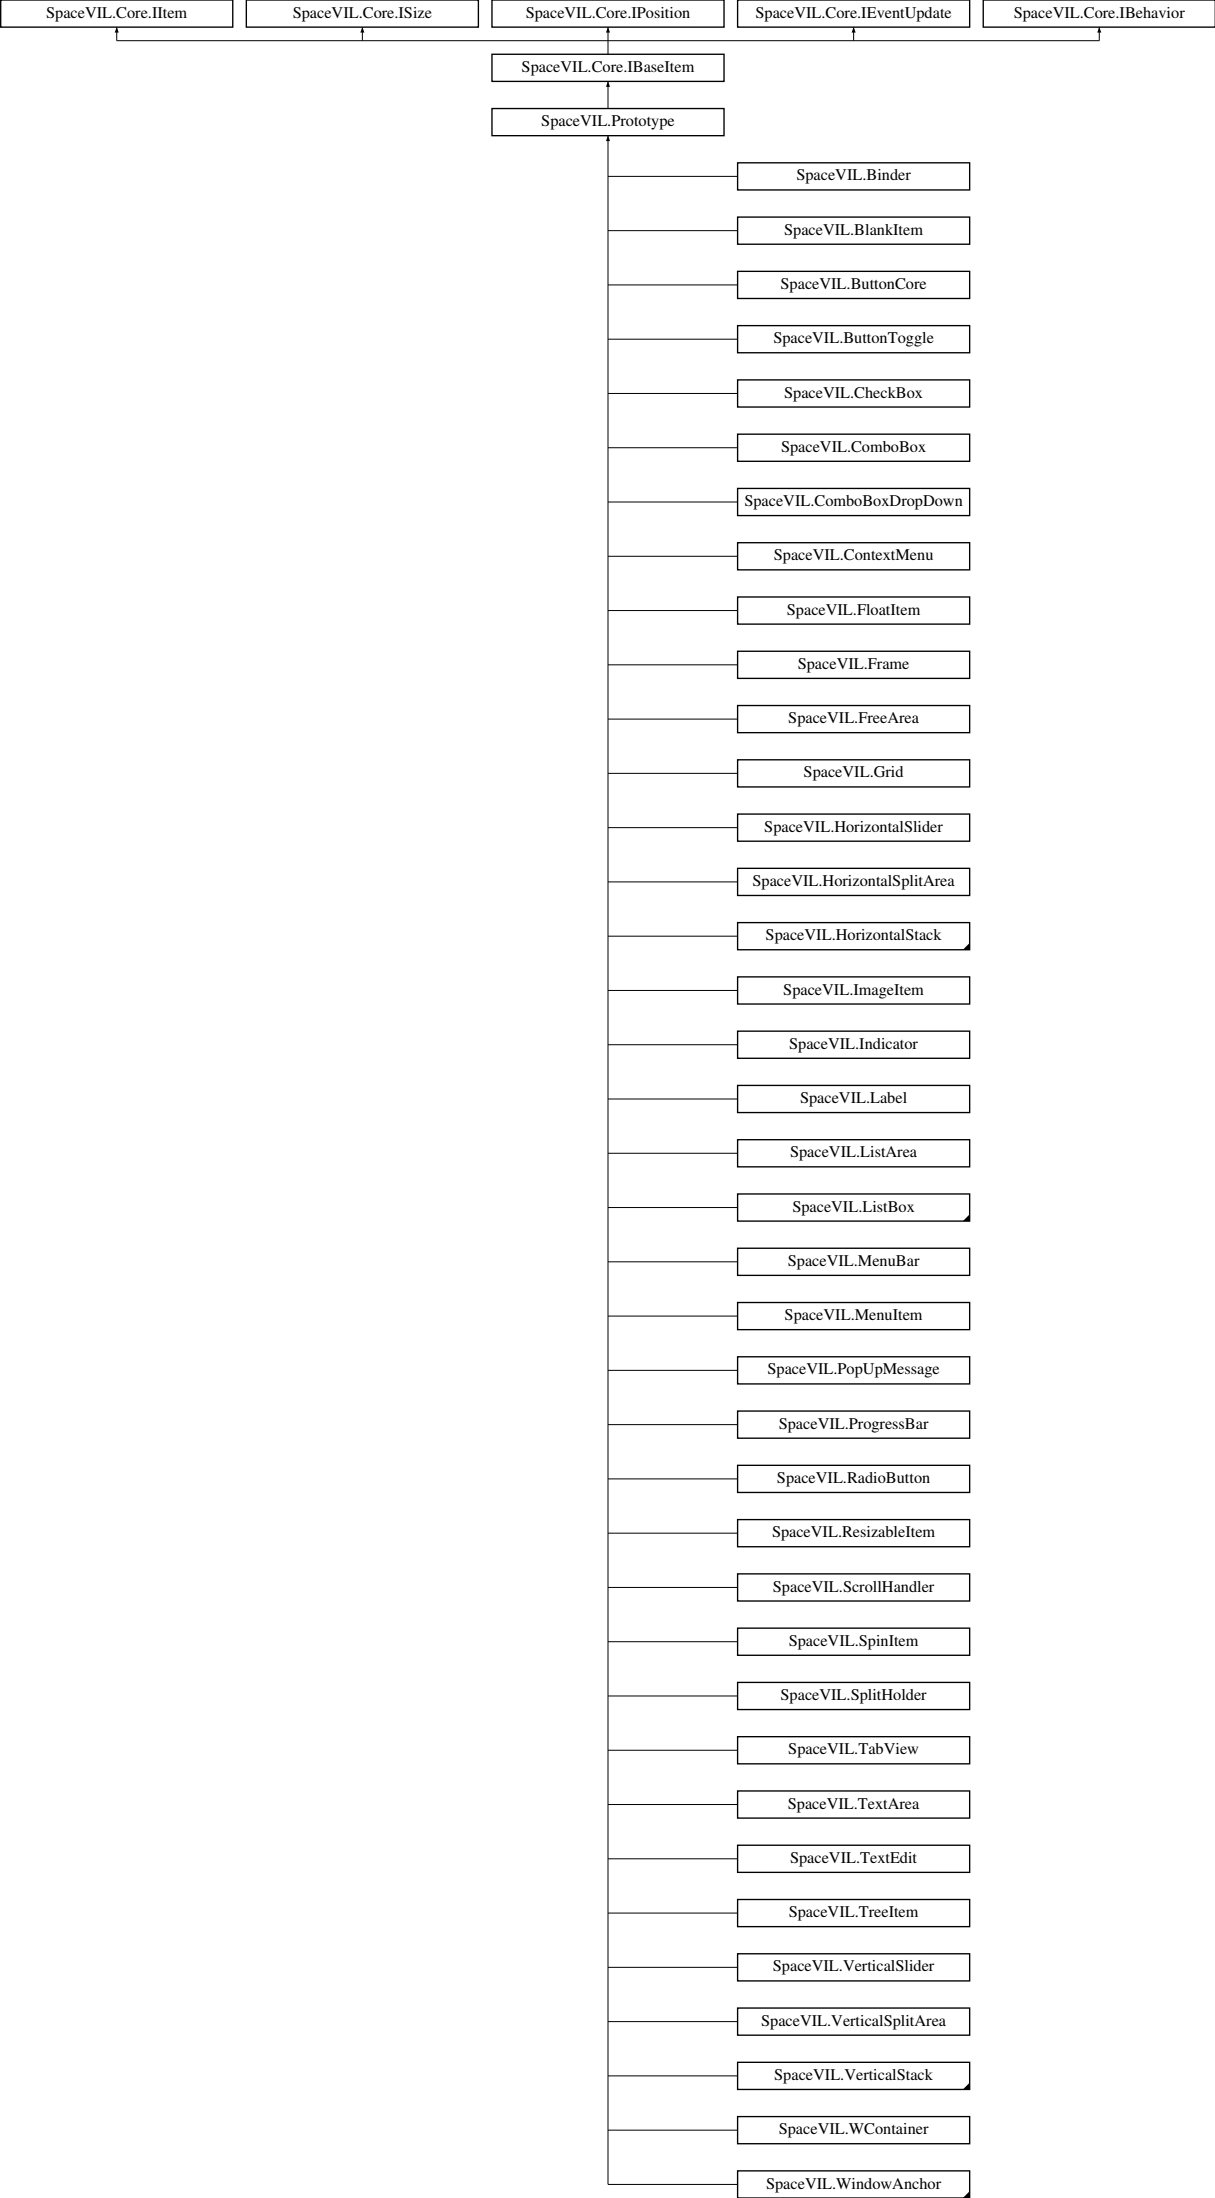 SpaceVIL.Core.IItem
SpaceVIL.Core.ISize
SpaceVIL.Core.IPosition
SpaceVIL.Core.IEventUpdate
SpaceVIL.Core.IBehavior
SpaceVIL.Core.IBaseItem
SpaceVIL.Prototype
SpaceVIL.Binder
SpaceVIL.BlankItem
SpaceVIL.ButtonCore
SpaceVIL.ButtonToggle
SpaceVIL.CheckBox
SpaceVIL.ComboBox
SpaceVIL.ComboBoxDropDown
SpaceVIL.ContextMenu
SpaceVIL.FloatItem
SpaceVIL.Frame
SpaceVIL.FreeArea
SpaceVIL.Grid
SpaceVIL.HorizontalSlider
SpaceVIL.HorizontalSplitArea
SpaceVIL.HorizontalStack
SpaceVIL.ImageItem
SpaceVIL.Indicator
SpaceVIL.Label
SpaceVIL.ListArea
SpaceVIL.ListBox
SpaceVIL.MenuBar
SpaceVIL.MenuItem
SpaceVIL.PopUpMessage
SpaceVIL.ProgressBar
SpaceVIL.RadioButton
SpaceVIL.ResizableItem
SpaceVIL.ScrollHandler
SpaceVIL.SpinItem
SpaceVIL.SplitHolder
SpaceVIL.TabView
SpaceVIL.TextArea
SpaceVIL.TextEdit
SpaceVIL.TreeItem
SpaceVIL.VerticalSlider
SpaceVIL.VerticalSplitArea
SpaceVIL.VerticalStack
SpaceVIL.WContainer
SpaceVIL.WindowAnchor